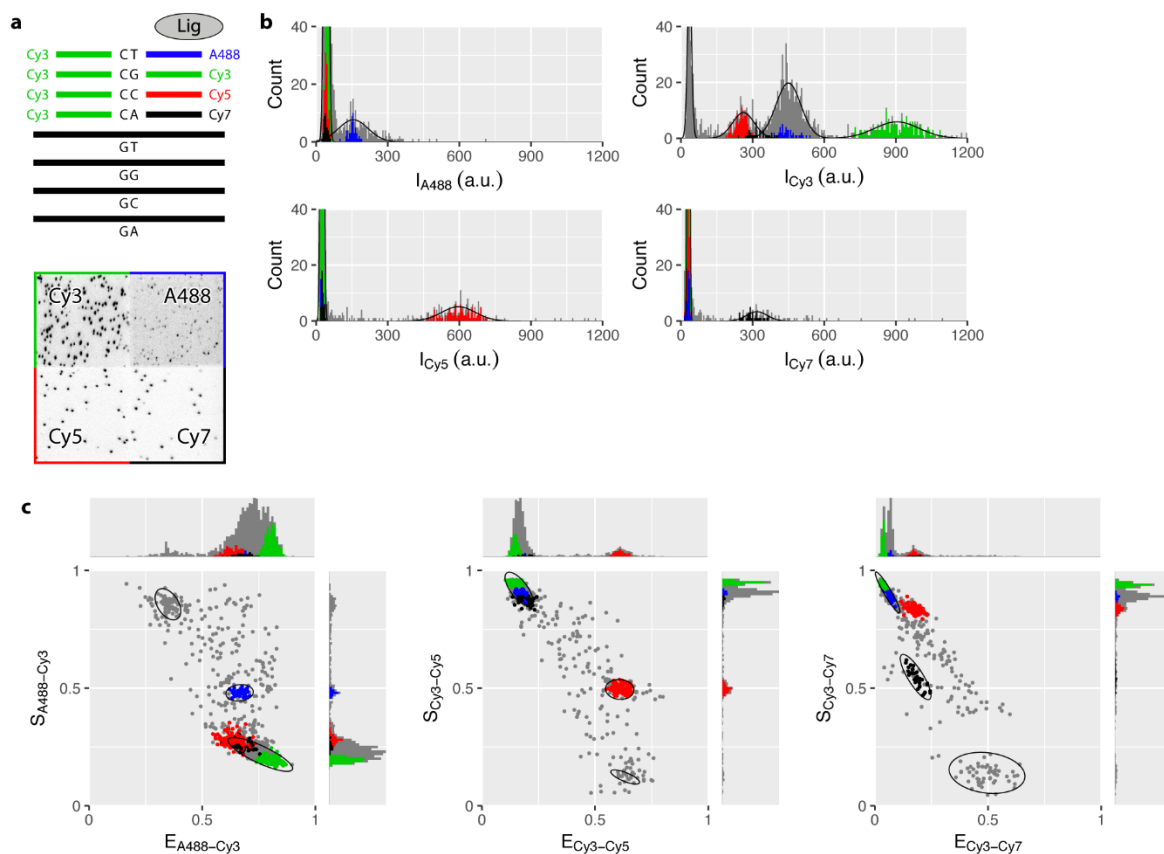 a
Lig
Cy3 CT A488
Cy3 CG Cy3
Cy3 CC Cy5
Cy3 CA Cy7
GT
GG
GC
GA
Cy3 A488
Cy5 Cy7
b
Count
40
20
0
0 300 600 900 1200
I_A488 (a.u.)
Count
40
20
0
0 300 600 900 1200
I_Cy3 (a.u.)
Count
40
20
0
0 300 600 900 1200
I_Cy5 (a.u.)
Count
40
20
0
0 300 600 900 1200
I_Cy7 (a.u.)
c
S_A488–Cy3
1
0.5
0
0 0.5 1
E_A488–Cy3
S_Cy3–Cy5
1
0.5
0
0 0.5 1
E_Cy3–Cy5
S_Cy3–Cy7
1
0.5
0
0 0.5 1
E_Cy3–Cy7